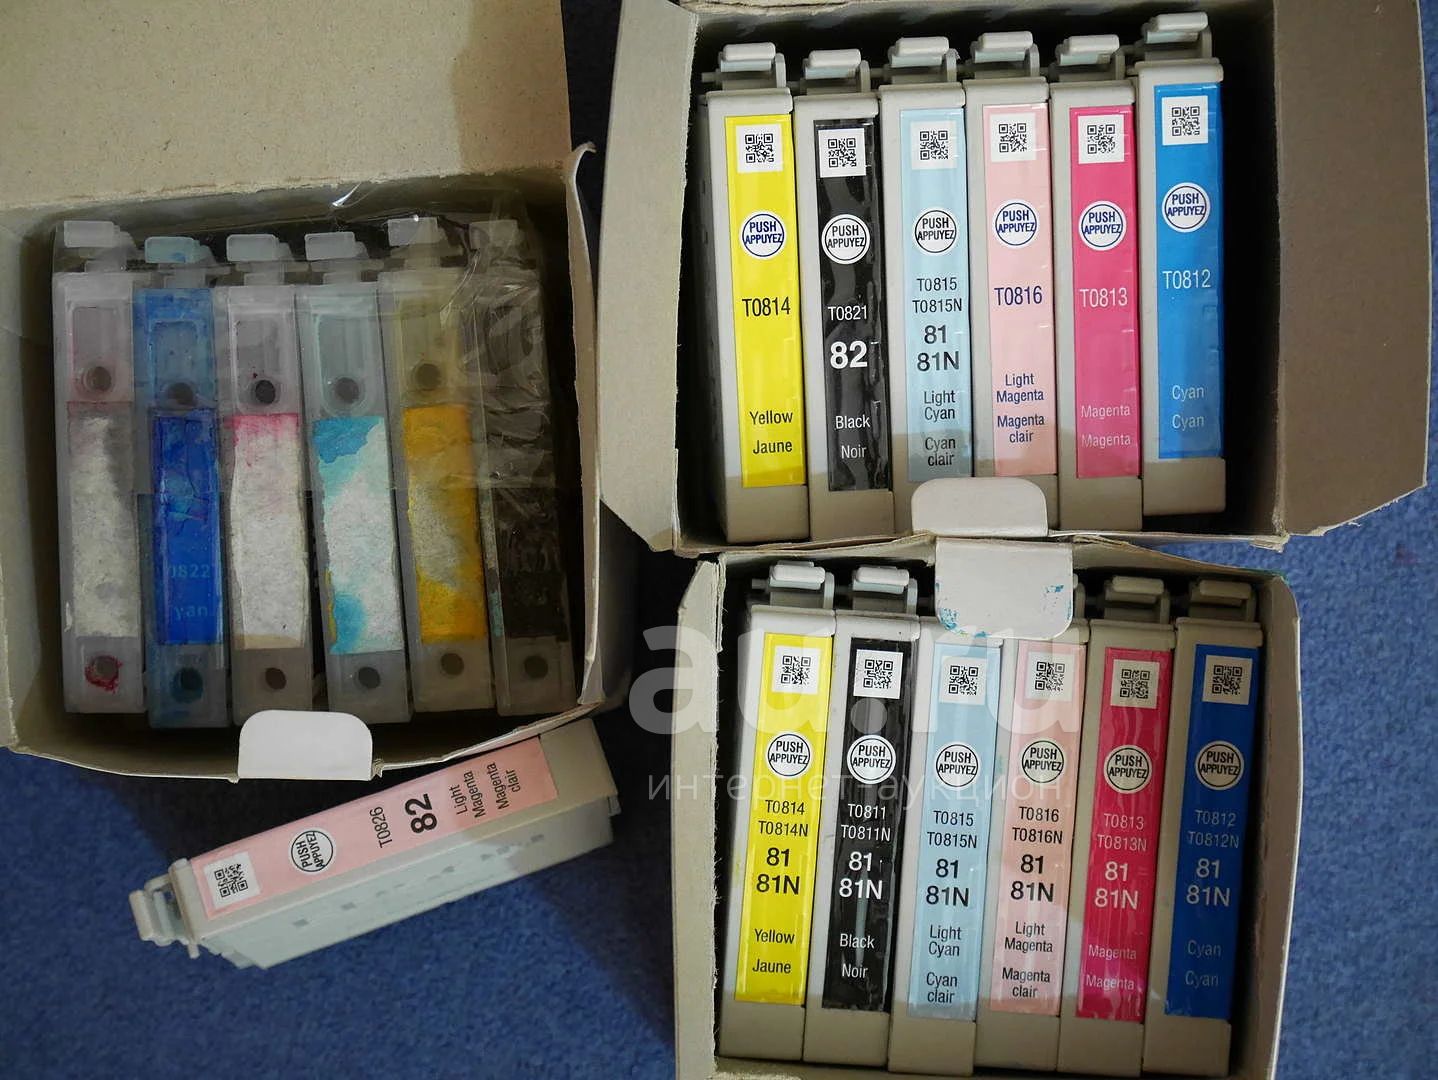 PUSH
APPUYEZ
T0814
Yellow
Jaune
PUSH
APPUYEZ
T0821
82
Black
Noir
PUSH
APPUYEZ
T0815
T0815N
81
81N
Light
Cyan
Cyan
clair
PUSH
APPUYEZ
T0816
Light
Magenta
Magenta
clair
PUSH
APPUYEZ
T0813
Magenta
Magenta
PUSH
APPUYEZ
T0812
Cyan
Cyan
PUSH
APPUYEZ
T0826
82
Light
Magenta
Magenta
clair
PUSH
APPUYEZ
T0814
T0814N
81
81N
Yellow
Jaune
PUSH
APPUYEZ
T0811
T0811N
81
81N
Black
Noir
PUSH
APPUYEZ
T0815
T0815N
81
81N
Light
Cyan
Cyan
clair
PUSH
APPUYEZ
T0816
T0816N
81
81N
Light
Magenta
Magenta
clair
PUSH
APPUYEZ
T0813
T0813N
81
81N
Magenta
Magenta
PUSH
APPUYEZ
T0812
T0812N
81
81N
Cyan
Cyan
au.ru
интернет-аукцион